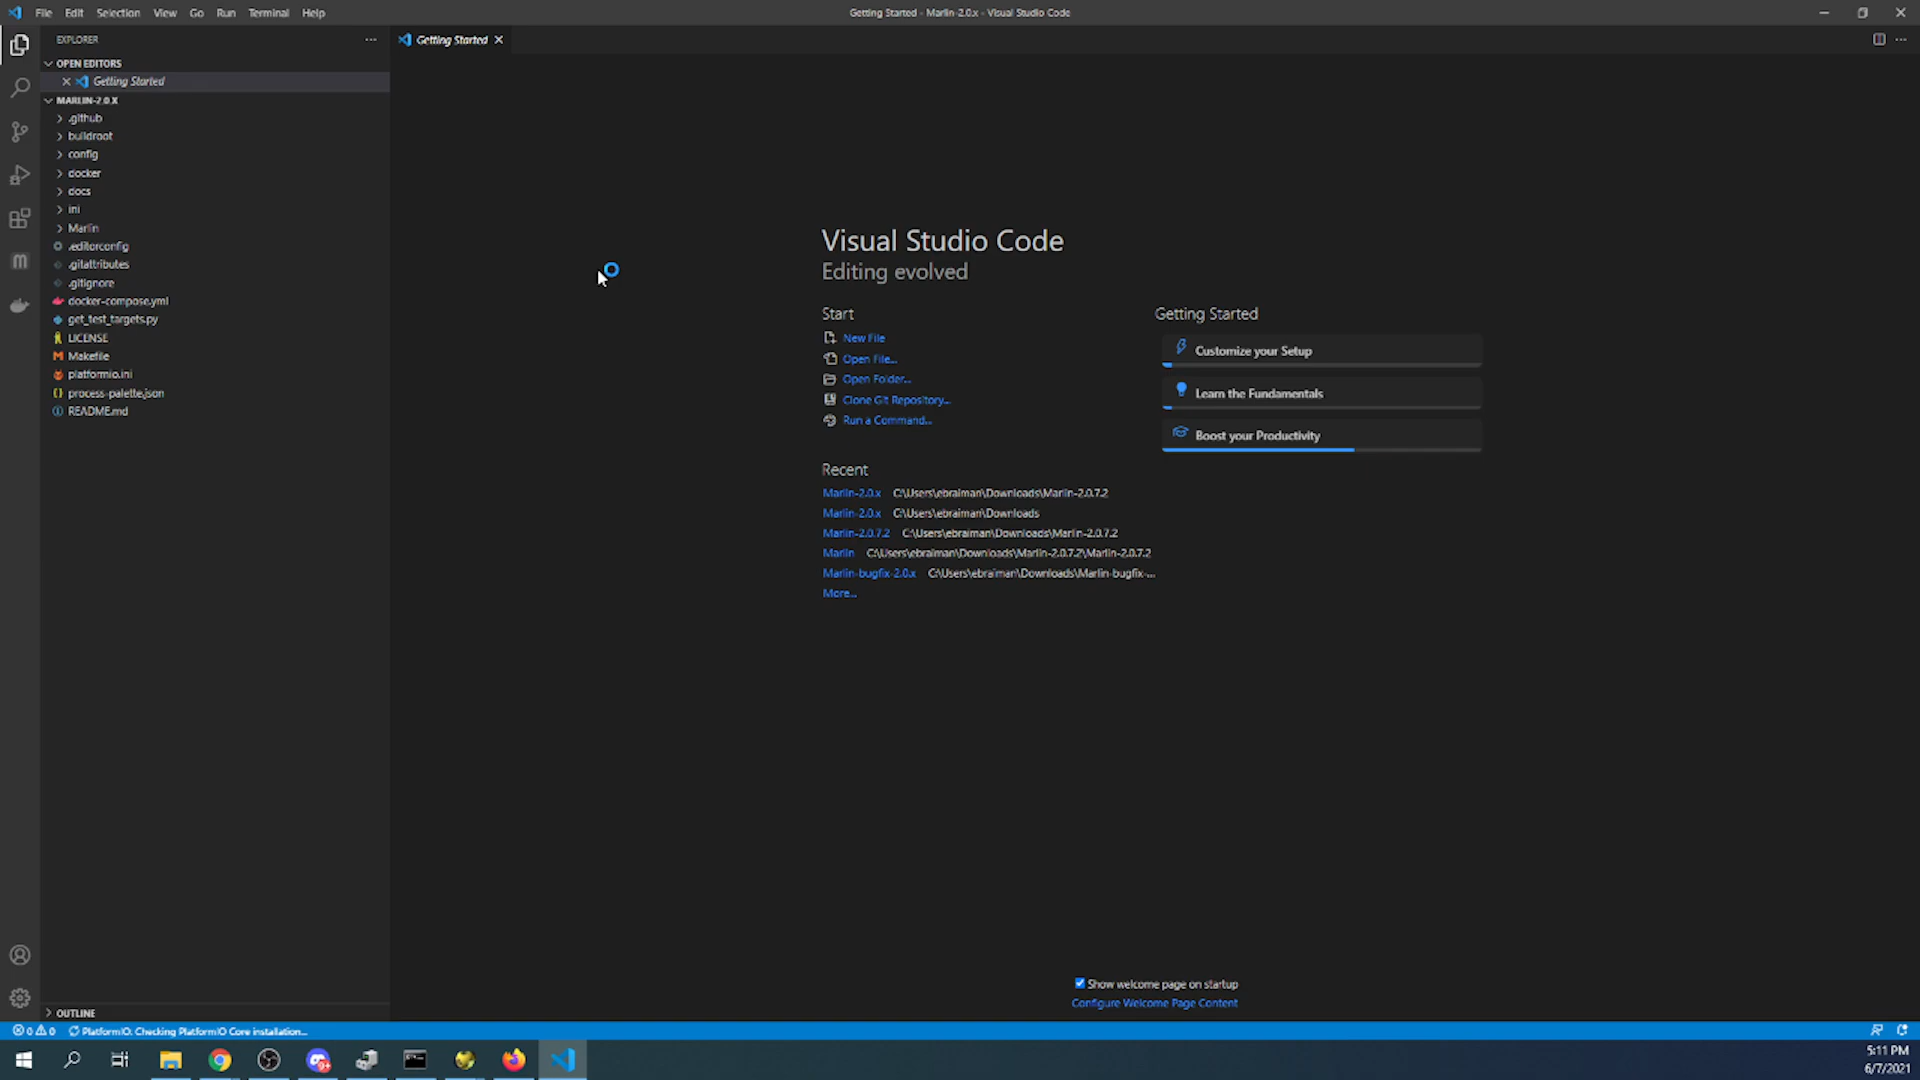 File Edit Selection View Go Run Terminal Help
Getting Started - Marlin-2.0.x - Visual Studio Code
EXPLORER
Getting Started
OPEN EDITORS
Getting Started
MARLIN-2.0.X
.github
buildroot
config
docker
docs
ini
Marlin
.editorconfig
.gitattributes
.gitignore
docker-compose.yml
get_test_targets.py
LICENSE
Makefile
platformio.ini
process-palette.json
README.md
OUTLINE
Visual Studio Code
Editing evolved
Start
New File
Open File...
Open Folder...
Clone Git Repository...
Run a Command...
Recent
Marlin-2.0.x C:\Users\ebraiman\Downloads\Marlin-2.0.7.2
Marlin-2.0.x C:\Users\ebraiman\Downloads
Marlin-2.0.7.2 C:\Users\ebraiman\Downloads\Marlin-2.0.7.2
Marlin C:\Users\ebraiman\Downloads\Marlin-2.0.7.2\Marlin-2.0.7.2
Marlin-bugfix-2.0.x C:\Users\ebraiman\Downloads\Marlin-bugfix-...
More...
Getting Started
Customize your Setup
Learn the Fundamentals
Boost your Productivity
Show welcome page on startup
Configure Welcome Page Content
0 0 PlatformIO: Checking PlatformIO Core installation...
5:11 PM
6/7/2021